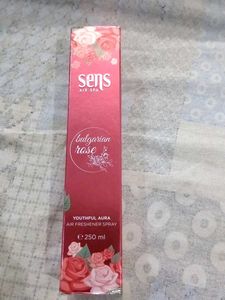 sens
AIR SPA
bulgarian
rose
YOUTHFUL AURA
AIR FRESHENER SPRAY
℮ 250 ml